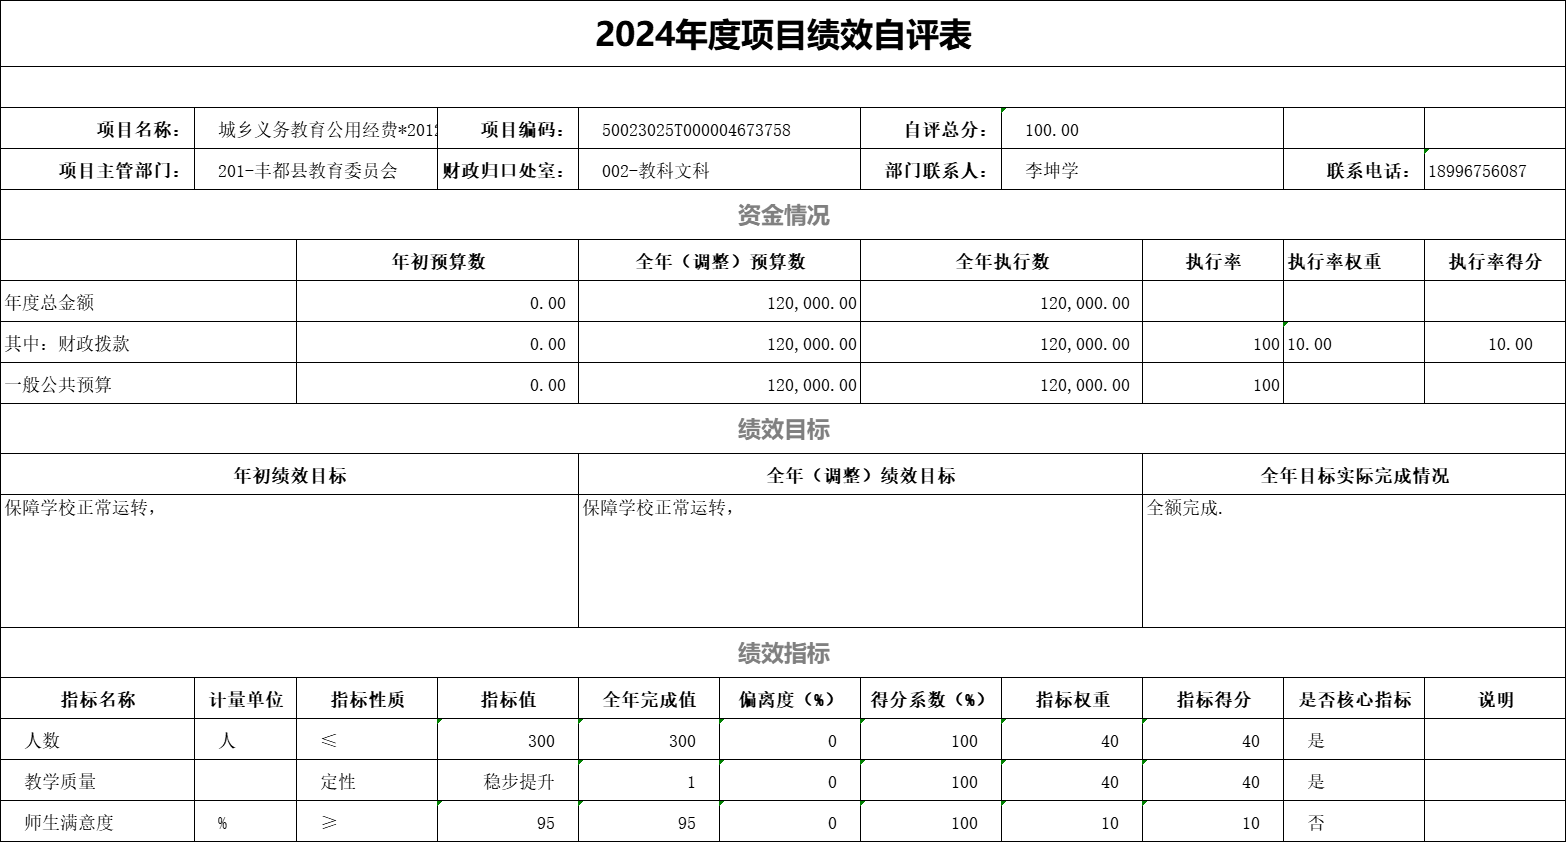 2024年度项目绩效自评表
项目名称： 城乡义务教育公用经费*2012 项目编码： 50023025T000004673758 自评总分： 100.00
项目主管部门： 201-丰都县教育委员会 财政归口处室： 002-教科文科 部门联系人： 李坤学 联系电话： 18996756087
资金情况
年初预算数 全年（调整）预算数 全年执行数 执行率 执行率权重 执行率得分
年度总金额 0.00 120,000.00 120,000.00
其中：财政拨款 0.00 120,000.00 120,000.00 100 10.00 10.00
一般公共预算 0.00 120,000.00 120,000.00 100
绩效目标
年初绩效目标 全年（调整）绩效目标 全年目标实际完成情况
保障学校正常运转， 保障学校正常运转， 全额完成.
绩效指标
指标名称 计量单位 指标性质 指标值 全年完成值 偏离度（%） 得分系数（%） 指标权重 指标得分 是否核心指标 说明
人数 人 ≤ 300 300 0 100 40 40 是
教学质量 定性 稳步提升 1 0 100 40 40 是
师生满意度 % ≥ 95 95 0 100 10 10 否